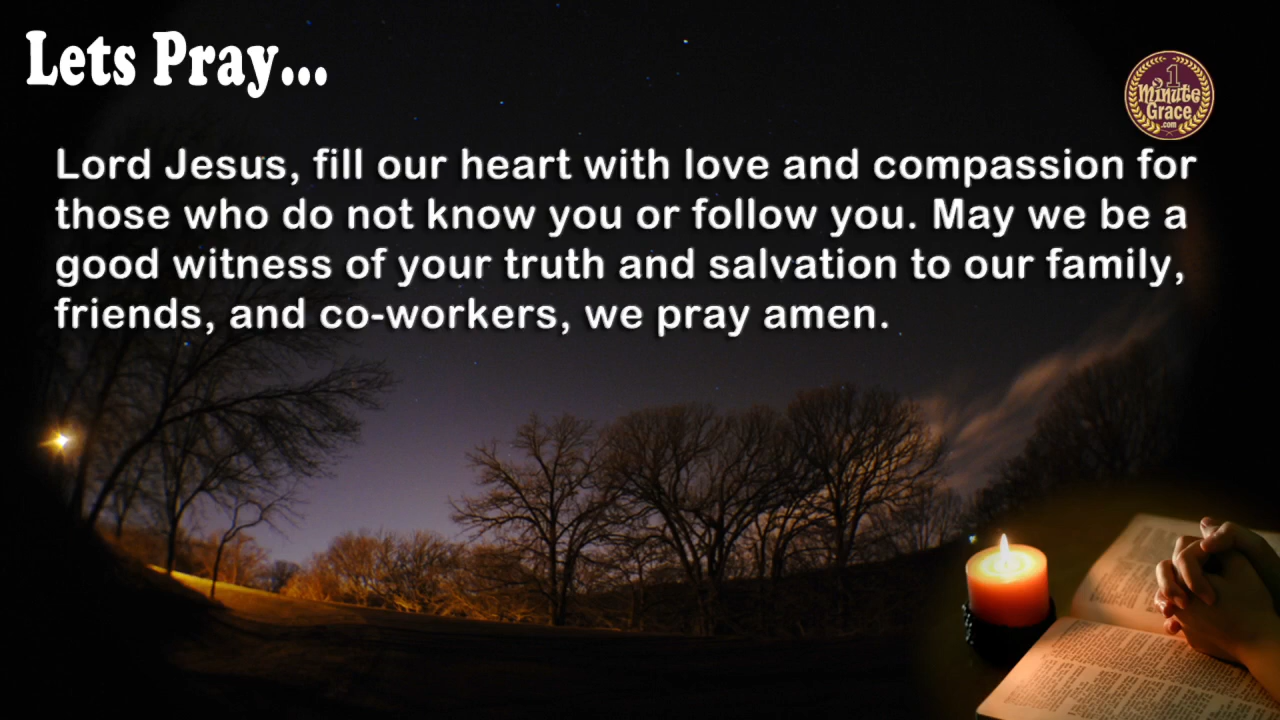 Lets Pray...
1
Minute
Grace
.com
Lord Jesus, fill our heart with love and compassion for
those who do not know you or follow you. May we be a
good witness of your truth and salvation to our family,
friends, and co-workers, we pray amen.